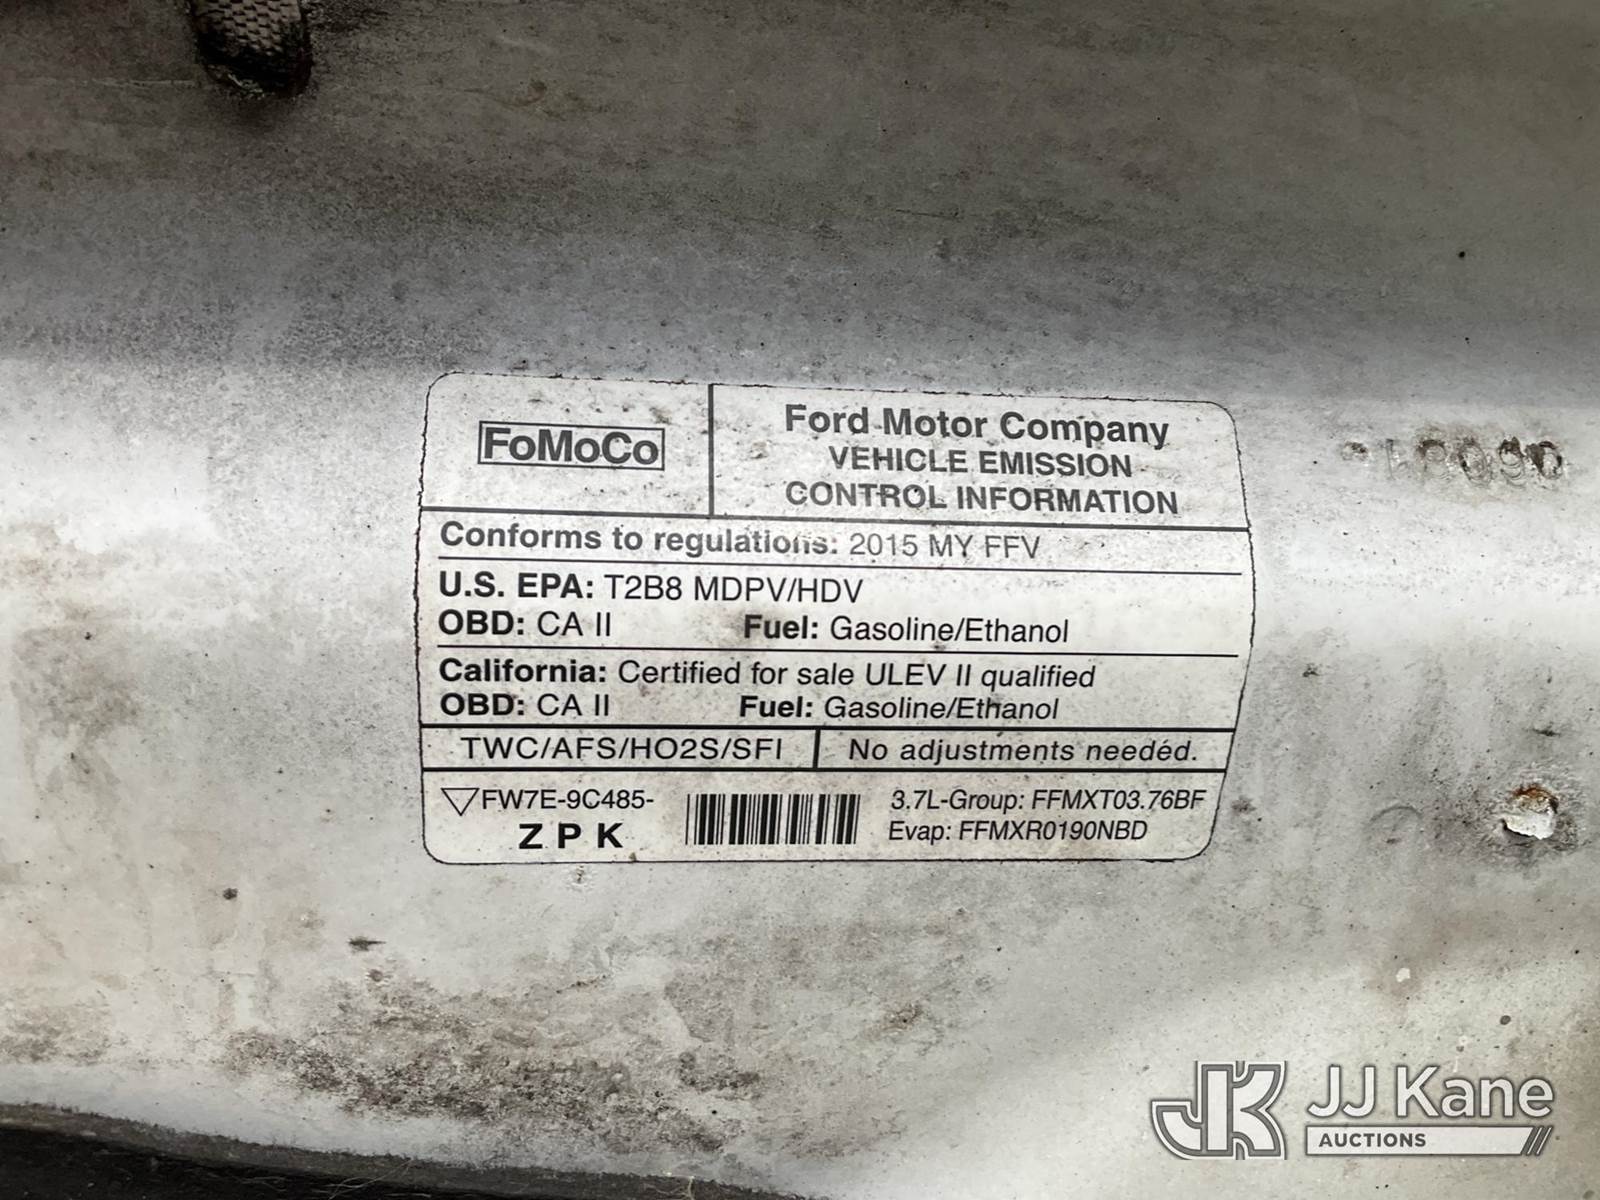 FoMoCo
Ford Motor Company
VEHICLE EMISSION
CONTROL INFORMATION
Conforms to regulations: 2015 MY FFV
U.S. EPA: T2B8 MDPV/HDV
OBD: CA II Fuel: Gasoline/Ethanol
California: Certified for sale ULEV II qualified
OBD: CA II Fuel: Gasoline/Ethanol
TWC/AFS/HO2S/SFI No adjustments needed.
FW7E-9C485-
Z P K
3.7L-Group: FFMXT03.76BF
Evap: FFMXR0190NBD
JK JJ Kane
AUCTIONS